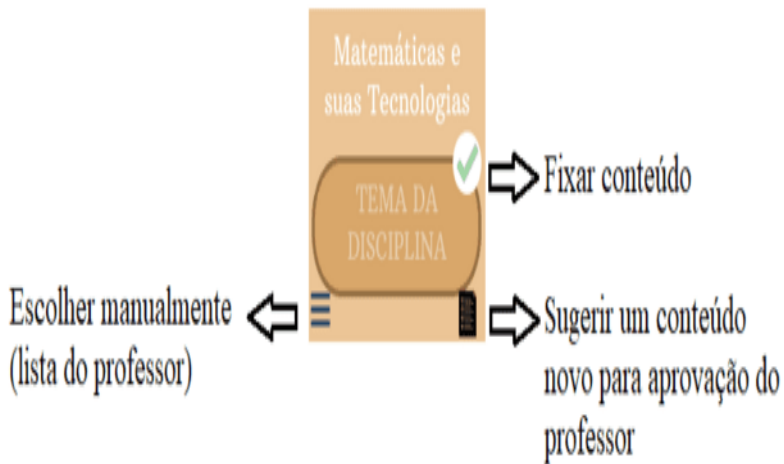 Matemáticas e
suas Tecnologias
TEMA DA
DISCIPLINA
Fixar conteúdo
Escolher manualmente
(lista do professor)
Sugerir um conteúdo
novo para aprovação do
professor